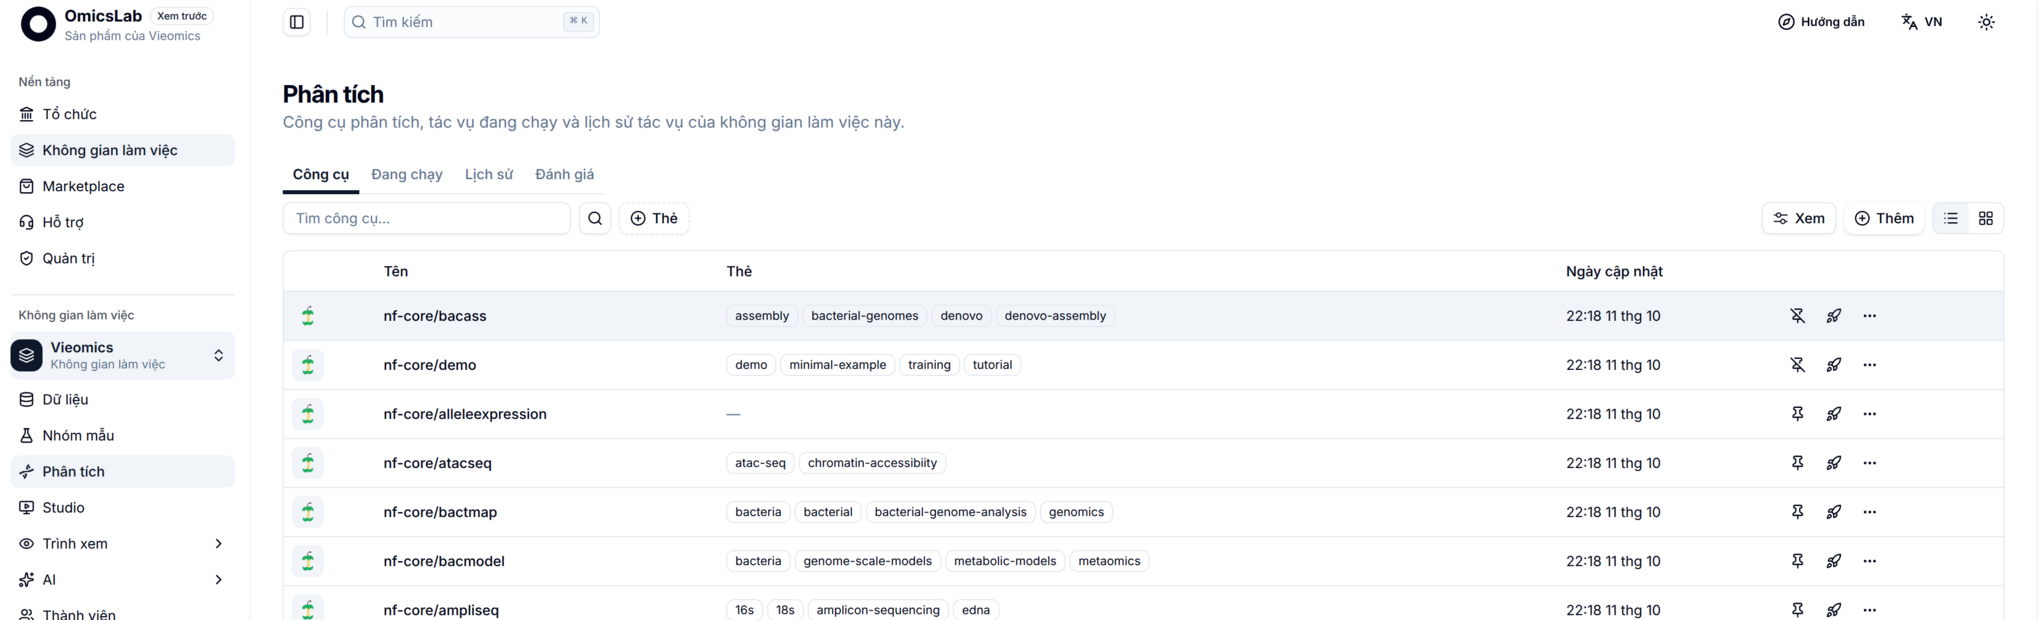 OmicsLab Xem trước
Sản phẩm của Vieomics
Tìm kiếm ⌘ K
Hướng dẫn
VN
Nền tảng
Tổ chức
Không gian làm việc
Marketplace
Hỗ trợ
Quản trị
Không gian làm việc
Vieomics
Không gian làm việc
Dữ liệu
Nhóm mẫu
Phân tích
Studio
Trình xem
AI
Thành viên
Phân tích
Công cụ phân tích, tác vụ đang chạy và lịch sử tác vụ của không gian làm việc này.
Công cụ Đang chạy Lịch sử Đánh giá
Tìm công cụ... Thẻ Xem Thêm
Tên Thẻ Ngày cập nhật
nf-core/bacass assembly bacterial-genomes denovo denovo-assembly 22:18 11 thg 10
nf-core/demo demo minimal-example training tutorial 22:18 11 thg 10
nf-core/alleleexpression — 22:18 11 thg 10
nf-core/atacseq atac-seq chromatin-accessibiity 22:18 11 thg 10
nf-core/bactmap bacteria bacterial bacterial-genome-analysis genomics 22:18 11 thg 10
nf-core/bacmodel bacteria genome-scale-models metabolic-models metaomics 22:18 11 thg 10
nf-core/ampliseq 16s 18s amplicon-sequencing edna 22:18 11 thg 10